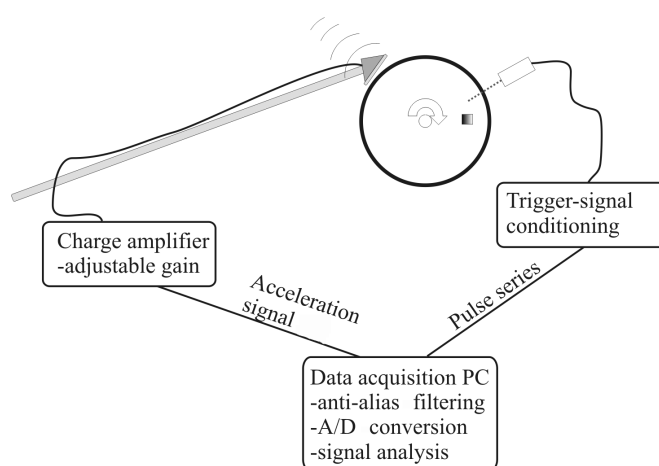 Trigger-signal
conditioning
Charge amplifier
-adjustable gain
Acceleration
signal
Pulse series
Data acquisition PC
-anti-alias filtering
-A/D conversion
-signal analysis